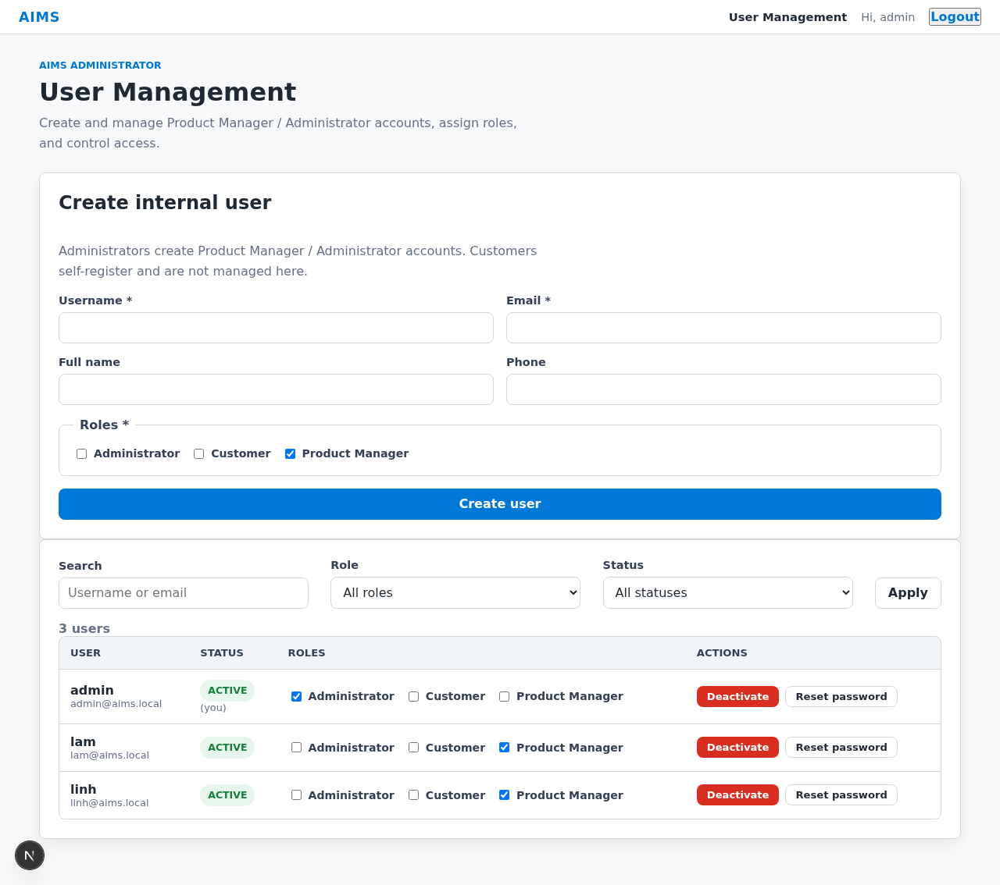 AIMS
User Management
Hi, admin
Logout
AIMS ADMINISTRATOR
User Management
Create and manage Product Manager / Administrator accounts, assign roles,
and control access.
Create internal user
Administrators create Product Manager / Administrator accounts. Customers
self-register and are not managed here.
Username *
Email *
Full name
Phone
Roles *
Administrator
Customer
Product Manager
Create user
Search
Role
Status
Username or email
All roles
All statuses
Apply
3 users
USER STATUS ROLES ACTIONS
admin
admin@aims.local
ACTIVE
(you)
Administrator Customer Product Manager
Deactivate Reset password
lam
lam@aims.local
ACTIVE
Administrator Customer Product Manager
Deactivate Reset password
linh
linh@aims.local
ACTIVE
Administrator Customer Product Manager
Deactivate Reset password
N